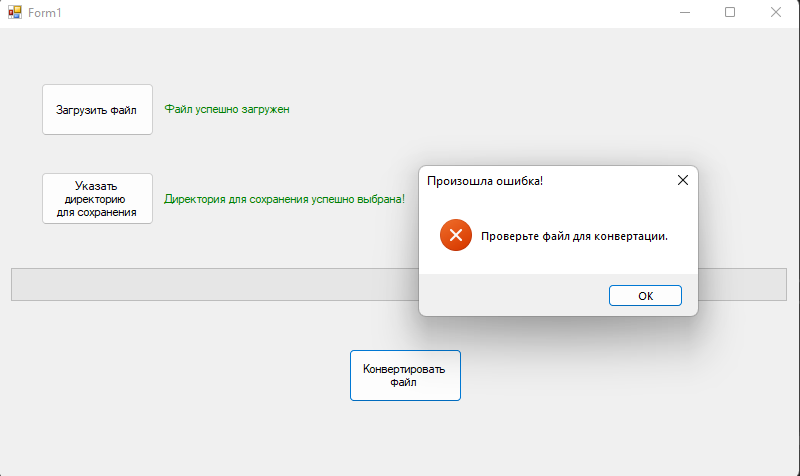 Form1
Загрузить файл
Файл успешно загружен
Указать
директорию
для сохранения
Директория для сохранения успешно выбрана!
Произошла ошибка!
Проверьте файл для конвертации.
ОК
Конвертировать
файл